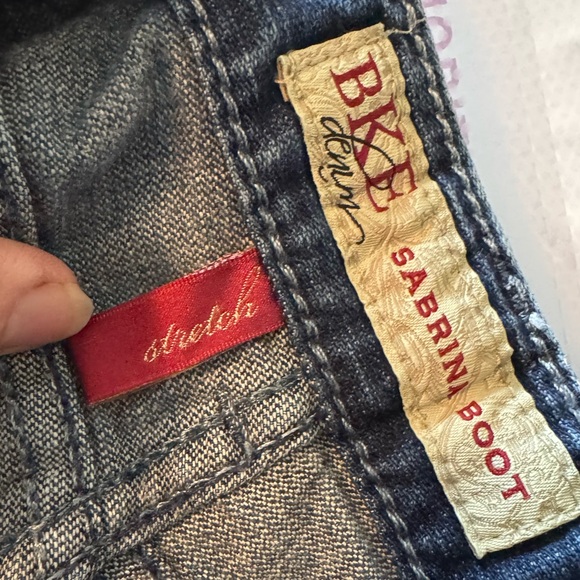 BKE
denim
SABRINA BOOT
stretch